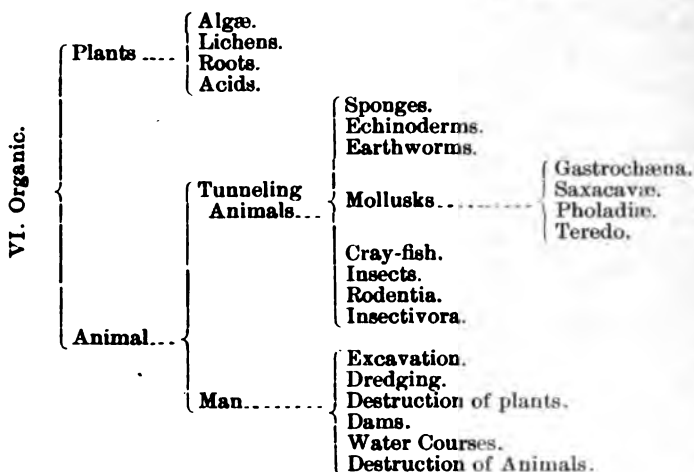 VI. Organic.
Plants ....
Algæ.
Lichens.
Roots.
Acids.
Animal....
Tunneling
Animals....
Sponges.
Echinoderms.
Earthworms.
Mollusks
Gastrochæna.
Saxacavæ.
Pholadiæ.
Teredo.
Cray-fish.
Insects.
Rodentia.
Insectivora.
Man
Excavation.
Dredging.
Destruction of plants.
Dams.
Water Courses.
Destruction of Animals.